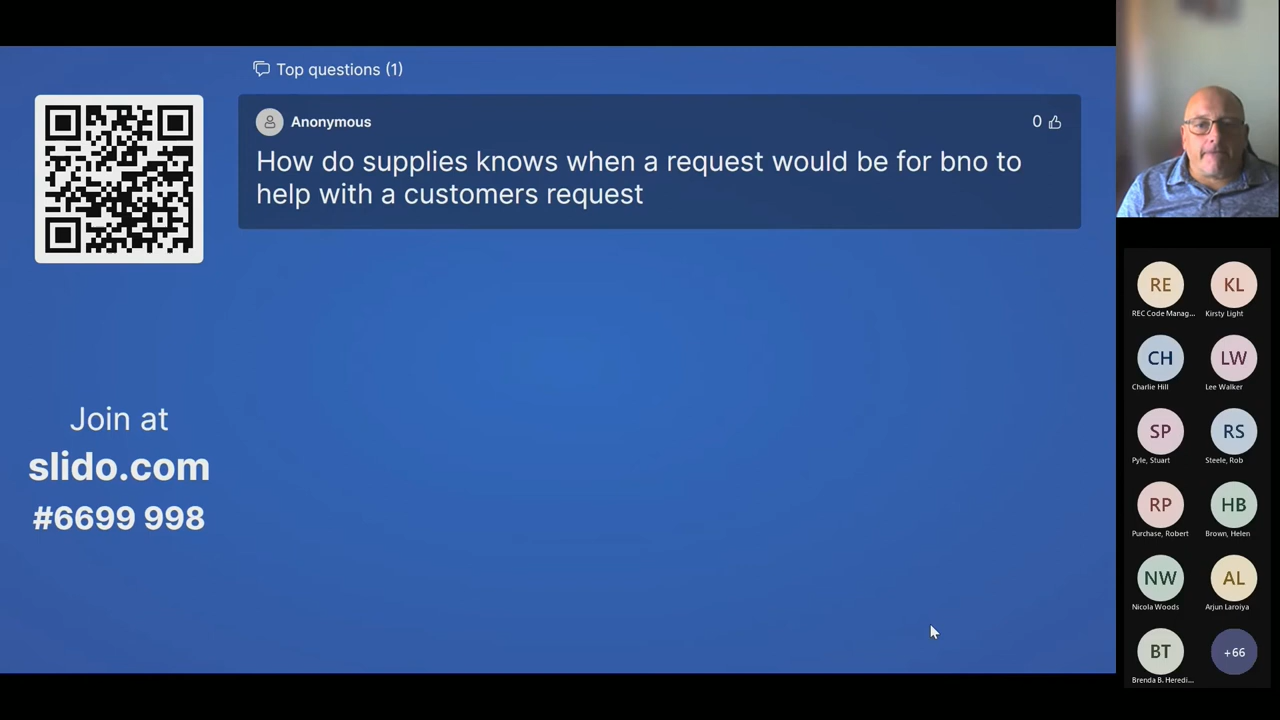 Top questions (1)
Anonymous
0
How do supplies knows when a request would be for bno to
help with a customers request
Join at
slido.com
#6699 998
RE
REC Code Manag...
KL
Kirsty Light
CH
Charlie Hill
LW
Lee Walker
SP
Pyle, Stuart
RS
Steele, Rob
RP
Purchase, Robert
HB
Brown, Helen
NW
Nicola Woods
AL
Arjun Laroiya
BT
Brenda B. Heredi...
+66